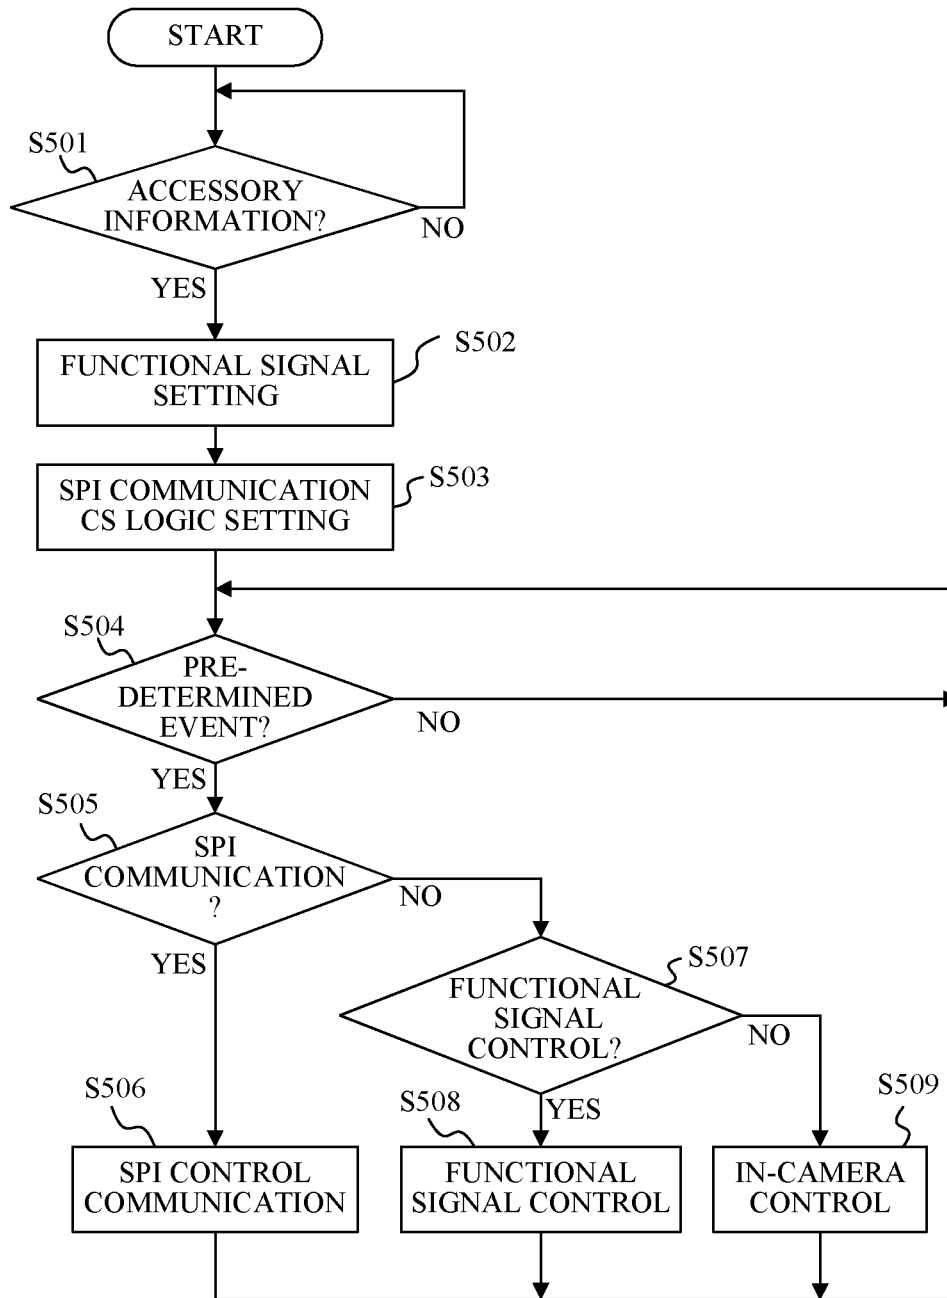 START
S501
ACCESSORY
INFORMATION?
NO
YES
S502
FUNCTIONAL SIGNAL
SETTING
S503
SPI COMMUNICATION
CS LOGIC SETTING
S504
PRE-
DETERMINED
EVENT?
NO
YES
S505
SPI
COMMUNICATION
?
NO
YES
S507
FUNCTIONAL
SIGNAL
CONTROL?
NO
YES
S506
SPI CONTROL
COMMUNICATION
S508
FUNCTIONAL
SIGNAL CONTROL
S509
IN-CAMERA
CONTROL